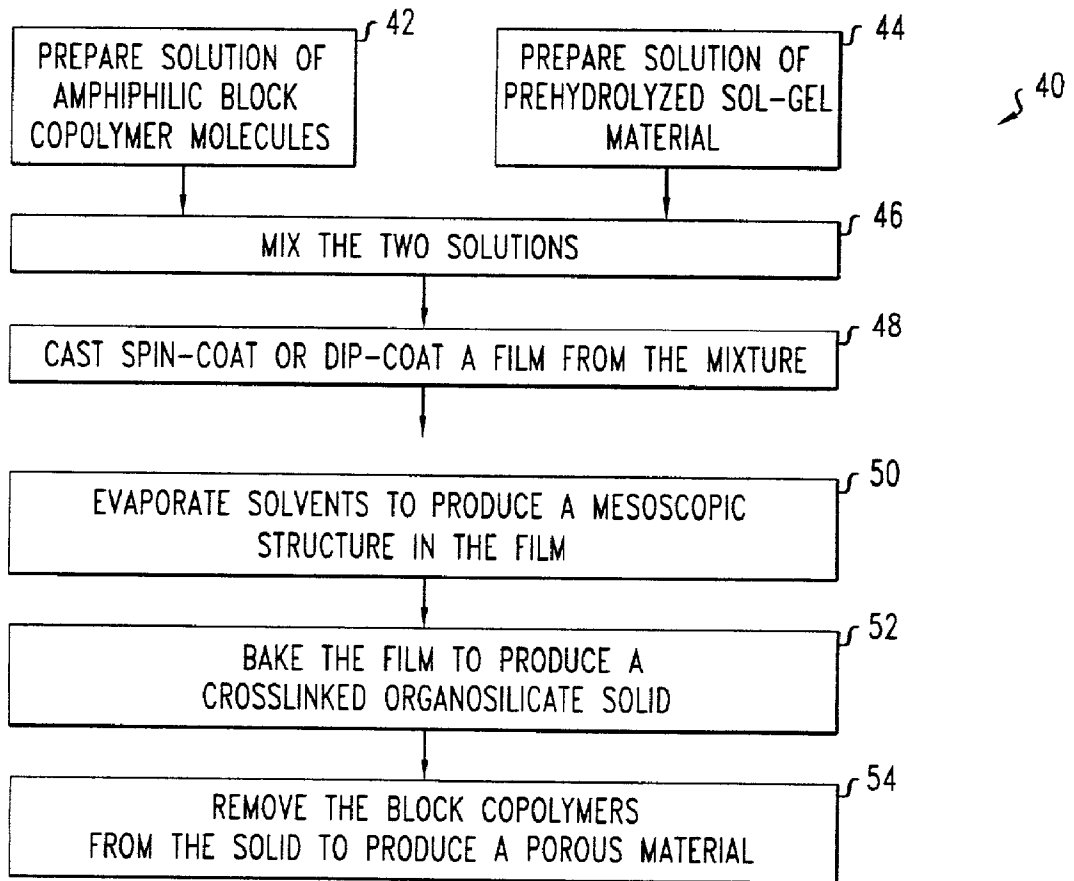 42
PREPARE SOLUTION OF
AMPHIPHILIC BLOCK
COPOLYMER MOLECULES
44
PREPARE SOLUTION OF
PREHYDROLYZED SOL-GEL
MATERIAL
40
46
MIX THE TWO SOLUTIONS
48
CAST SPIN-COAT OR DIP-COAT A FILM FROM THE MIXTURE
50
EVAPORATE SOLVENTS TO PRODUCE A MESOSCOPIC
STRUCTURE IN THE FILM
52
BAKE THE FILM TO PRODUCE A
CROSSLINKED ORGANOSILICATE SOLID
54
REMOVE THE BLOCK COPOLYMERS
FROM THE SOLID TO PRODUCE A POROUS MATERIAL